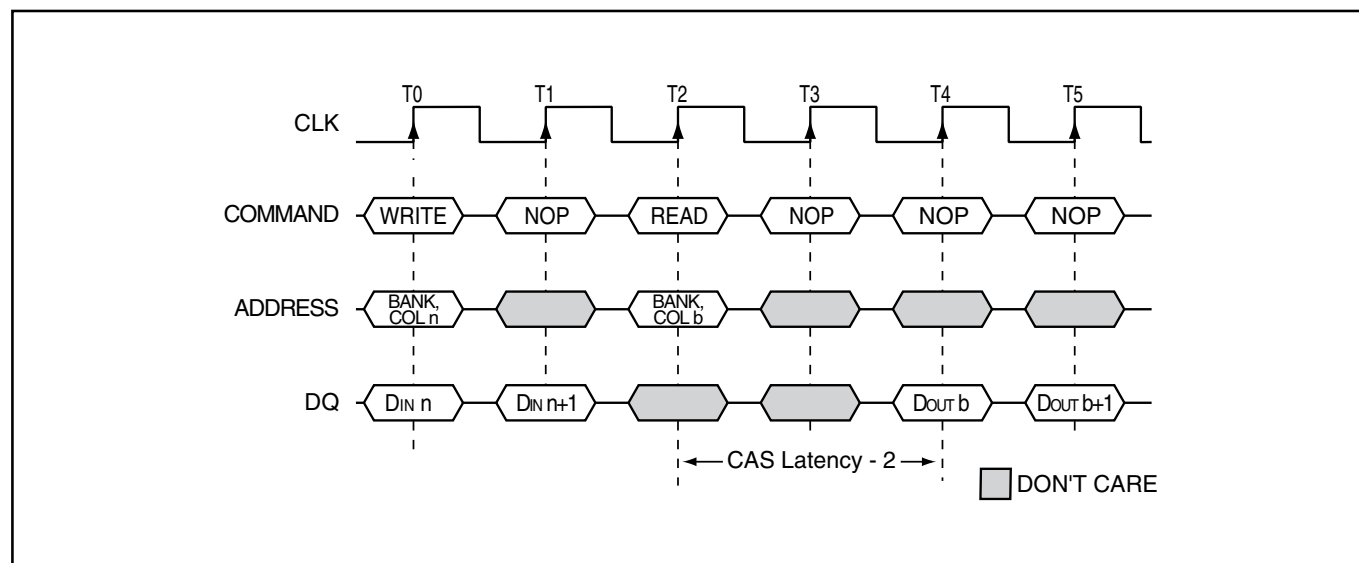 T0 T1 T2 T3 T4 T5
CLK
COMMAND WRITE NOP READ NOP NOP NOP
ADDRESS BANK, COL n BANK, COL b
DQ DIN n DIN n+1 DOUT b DOUT b+1
CAS Latency - 2
DON'T CARE